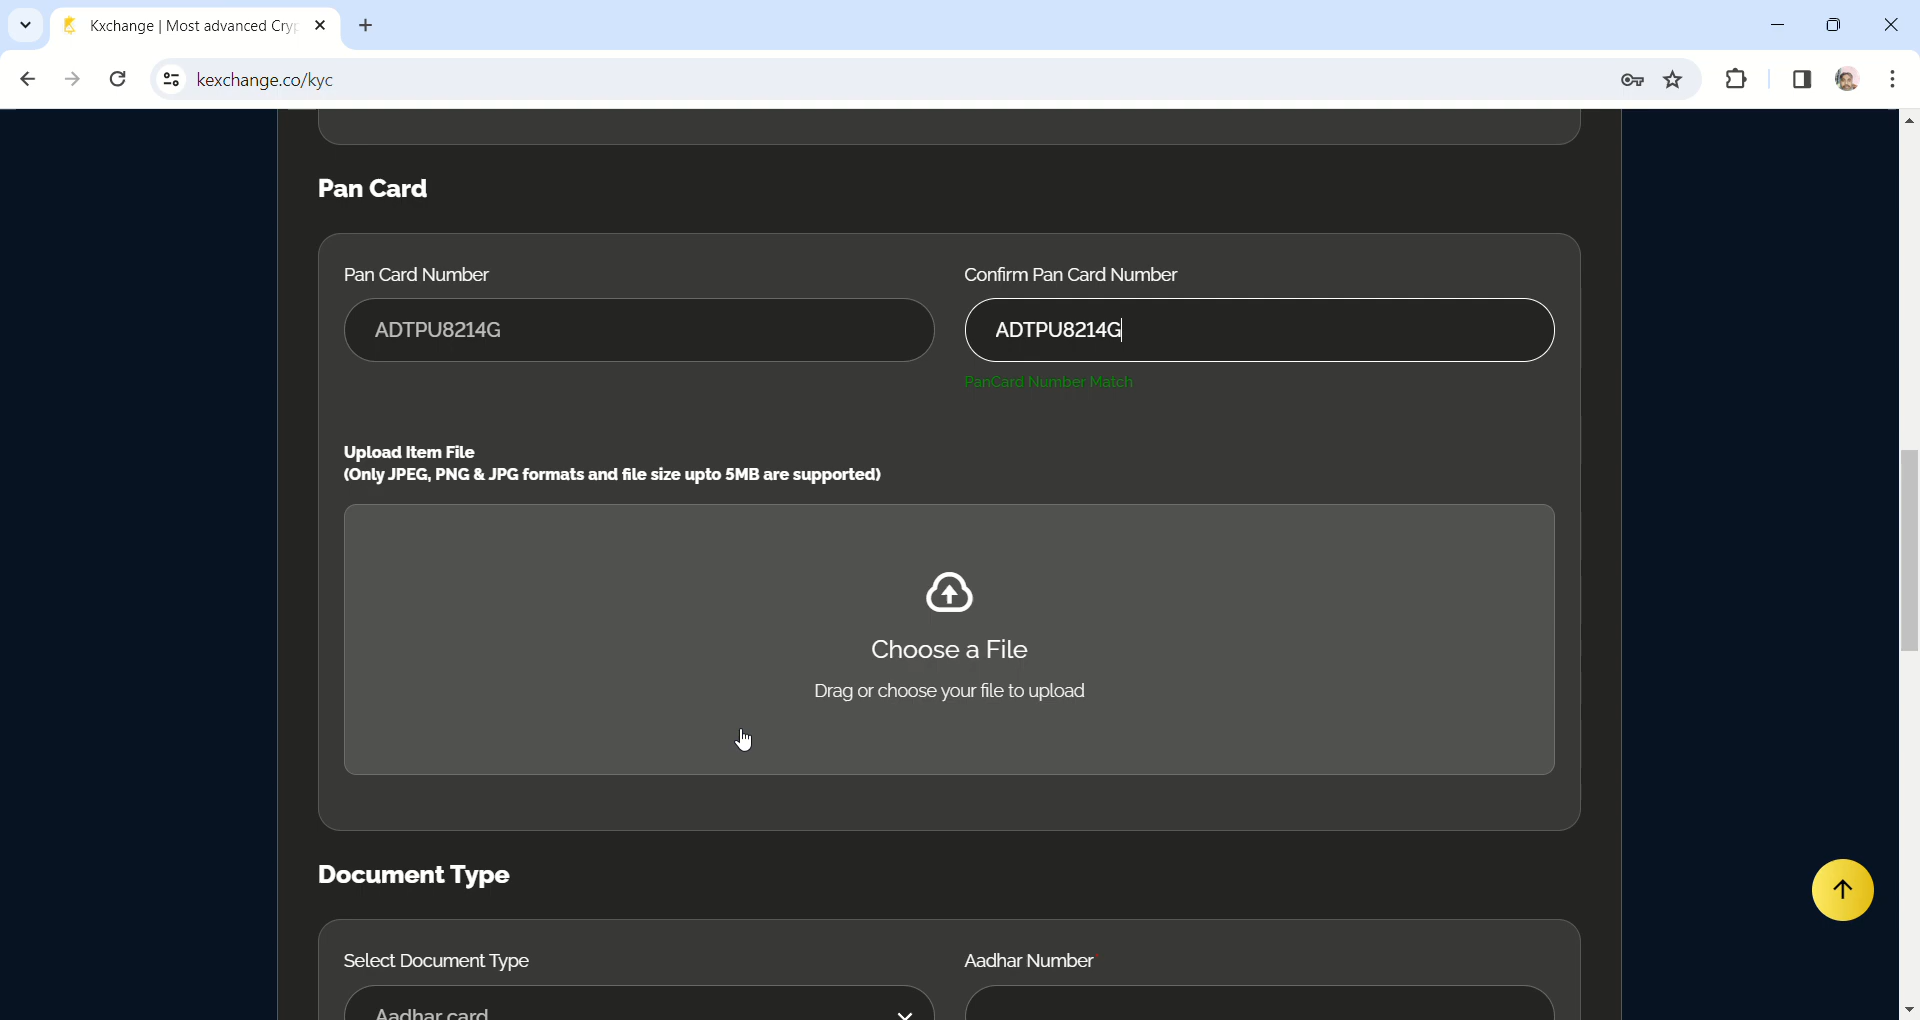 Kxchange | Most advanced Cryp
kexchange.co/kyc
Pan Card
Pan Card Number
Confirm Pan Card Number
ADTPU8214G
ADTPU8214G
PanCard Number Match
Upload Item File
(Only JPEG, PNG & JPG formats and file size upto 5MB are supported)
Choose a File
Drag or choose your file to upload
Document Type
Select Document Type
Aadhar Number
Aadhar card